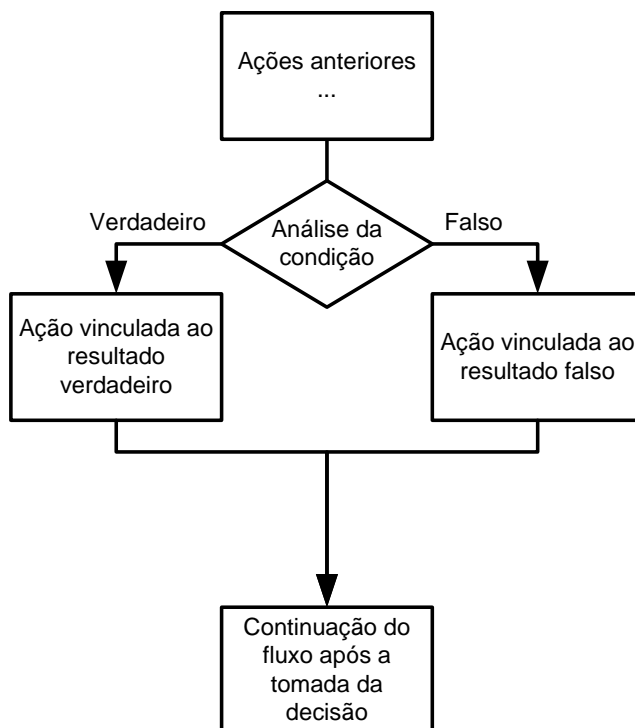 Ações anteriores
...
Verdadeiro
Análise da
condição
Falso
Ação vinculada ao
resultado
verdadeiro
Ação vinculada ao
resultado falso
Continuação do
fluxo após a
tomada da
decisão